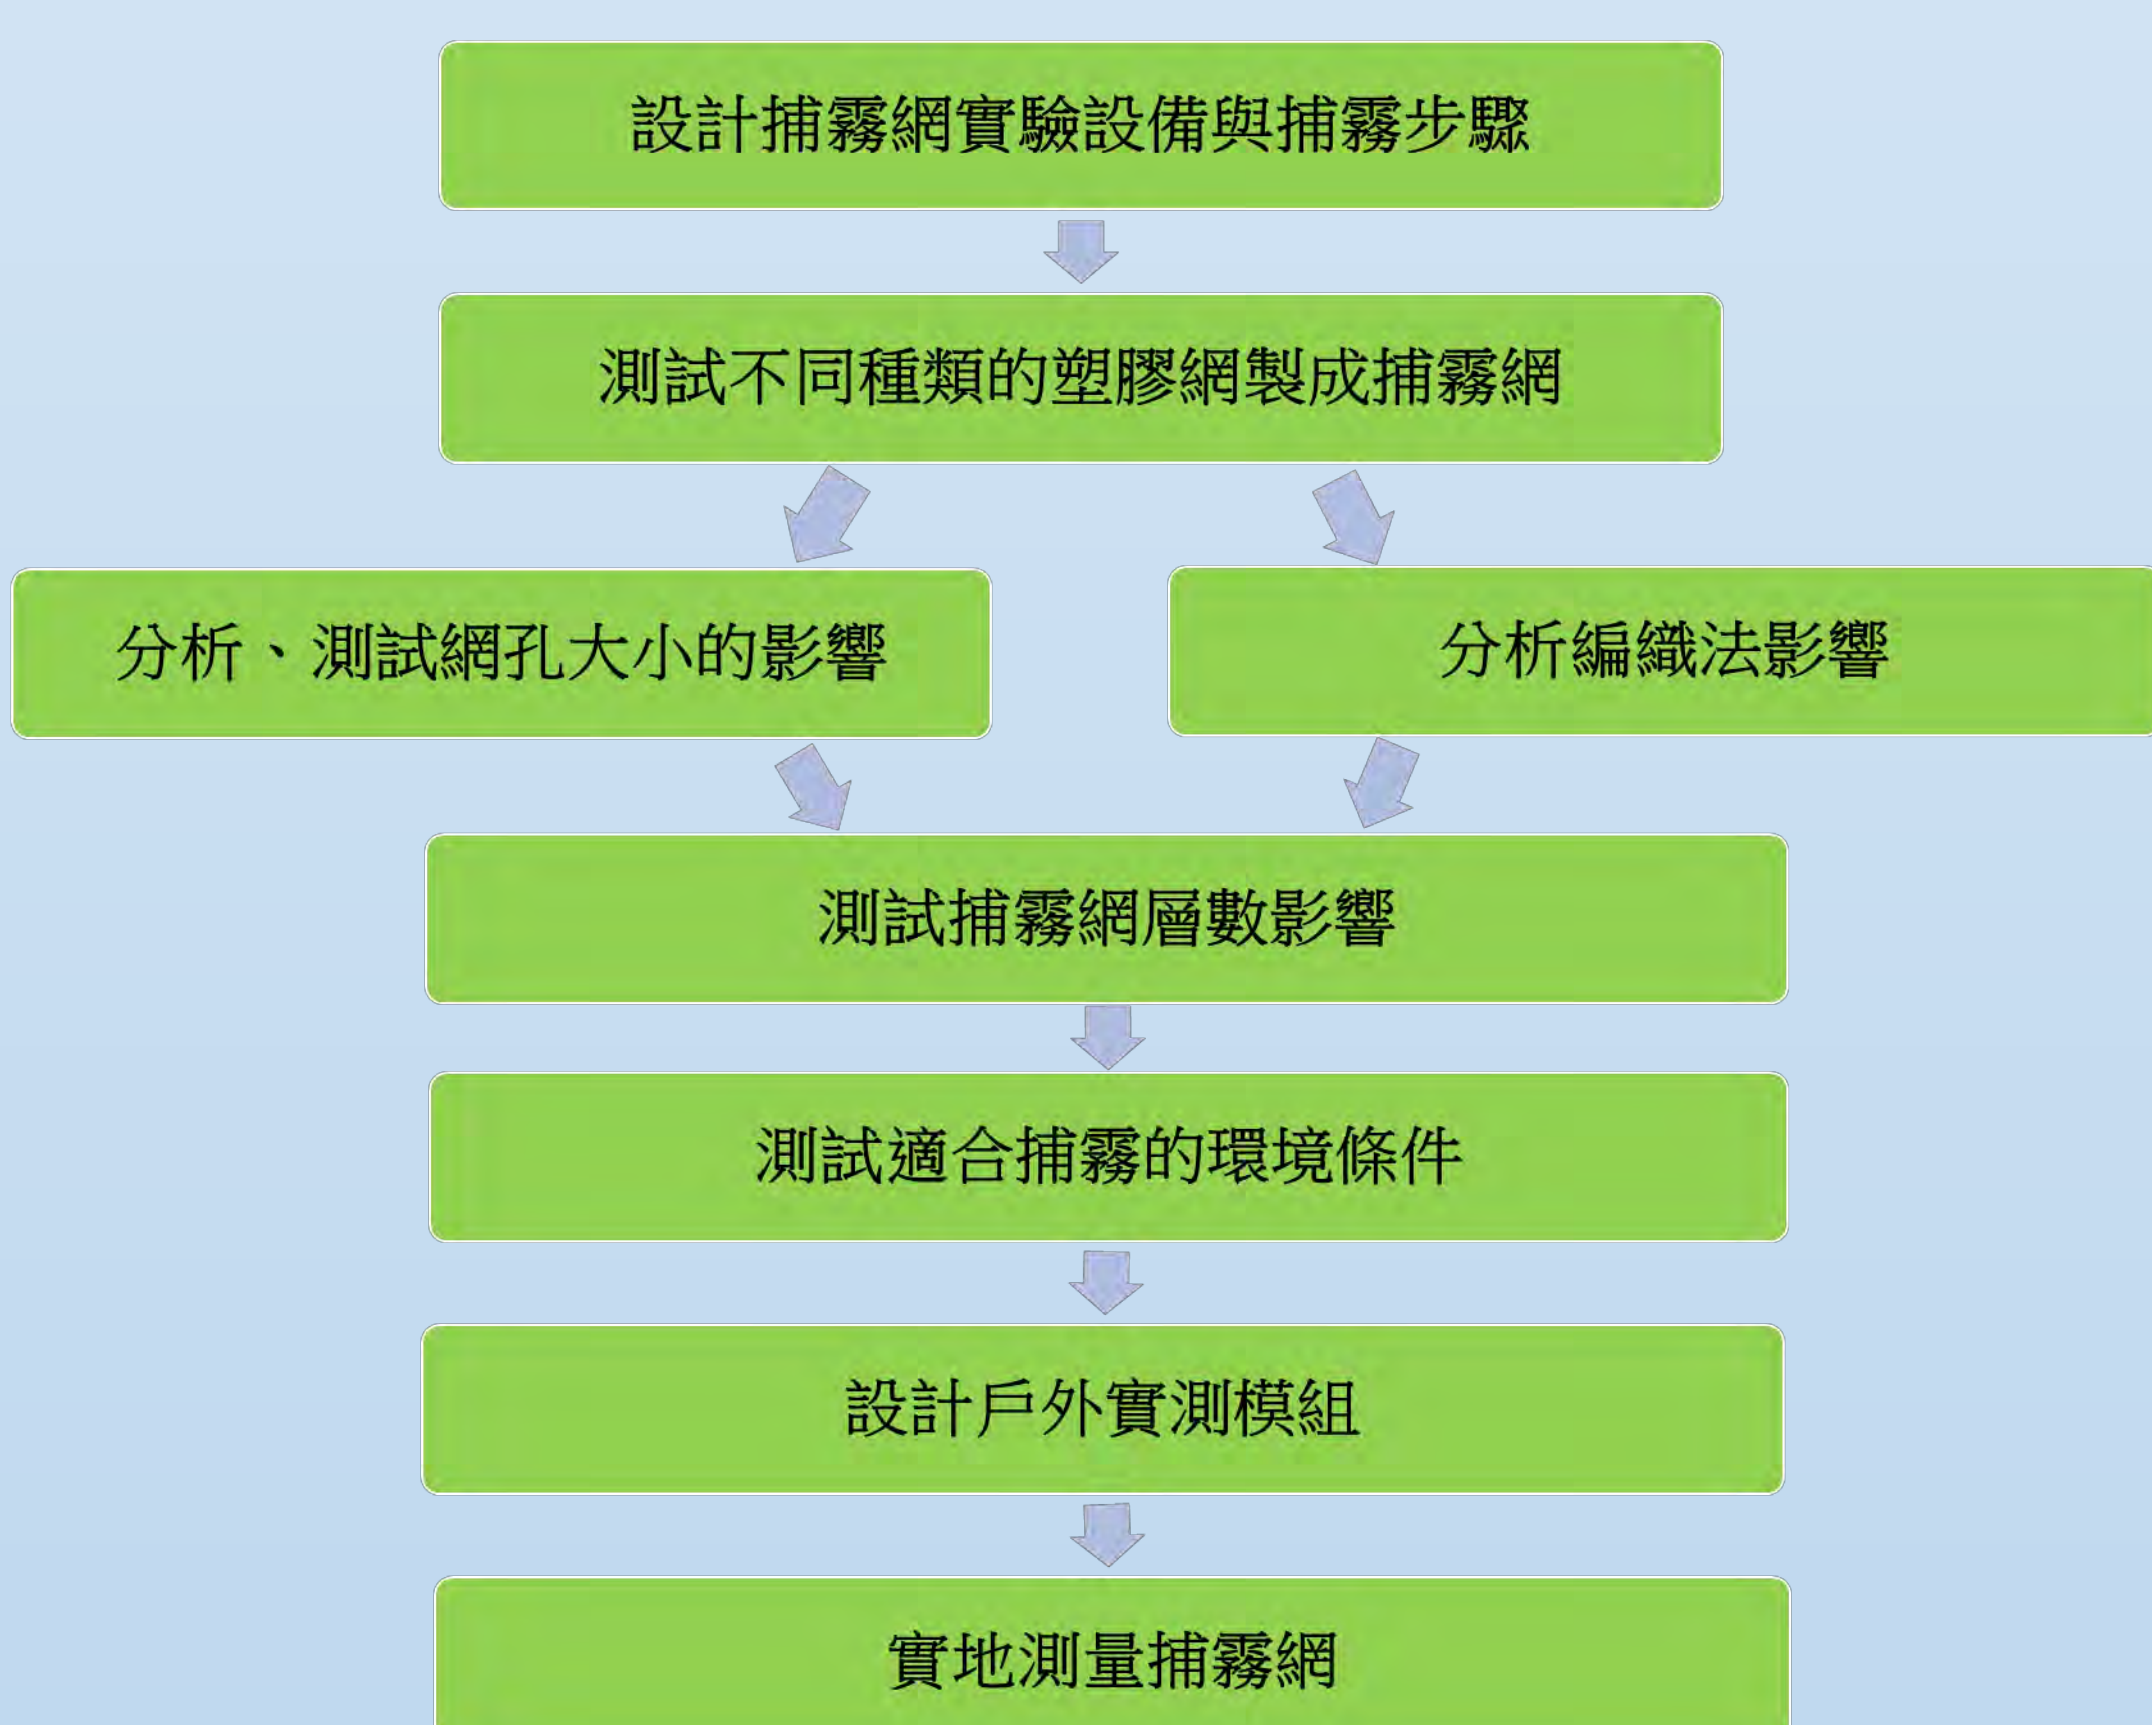 設計捕霧網實驗設備與捕霧步驟
測試不同種類的塑膠網製成捕霧網
分析、測試網孔大小的影響
分析編織法影響
測試捕霧網層數影響
測試適合捕霧的環境條件
設計戶外實測模組
實地測量捕霧網